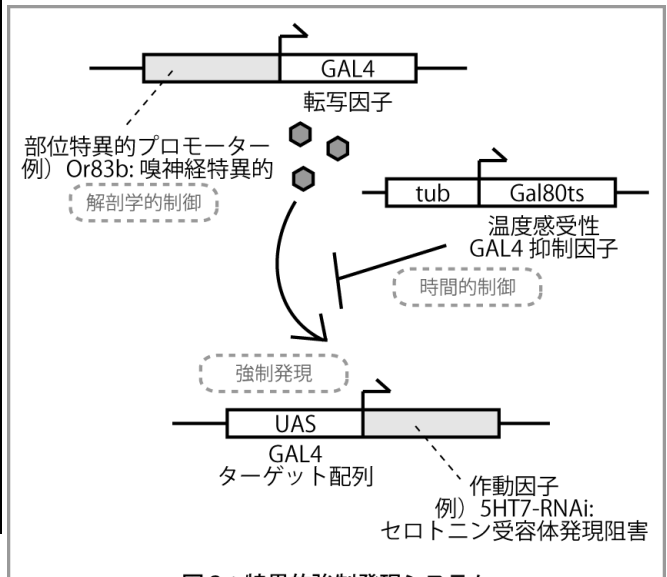 GAL4
転写因子
部位特異的プロモーター
例）Or83b: 嗅神経特異的
解剖学的制御
tub
Gal80ts
温度感受性
GAL4 抑制因子
時間的制御
強制発現
UAS
GAL4
ターゲット配列
作動因子
例）5HT7-RNAi:
セロトニン受容体発現阻害